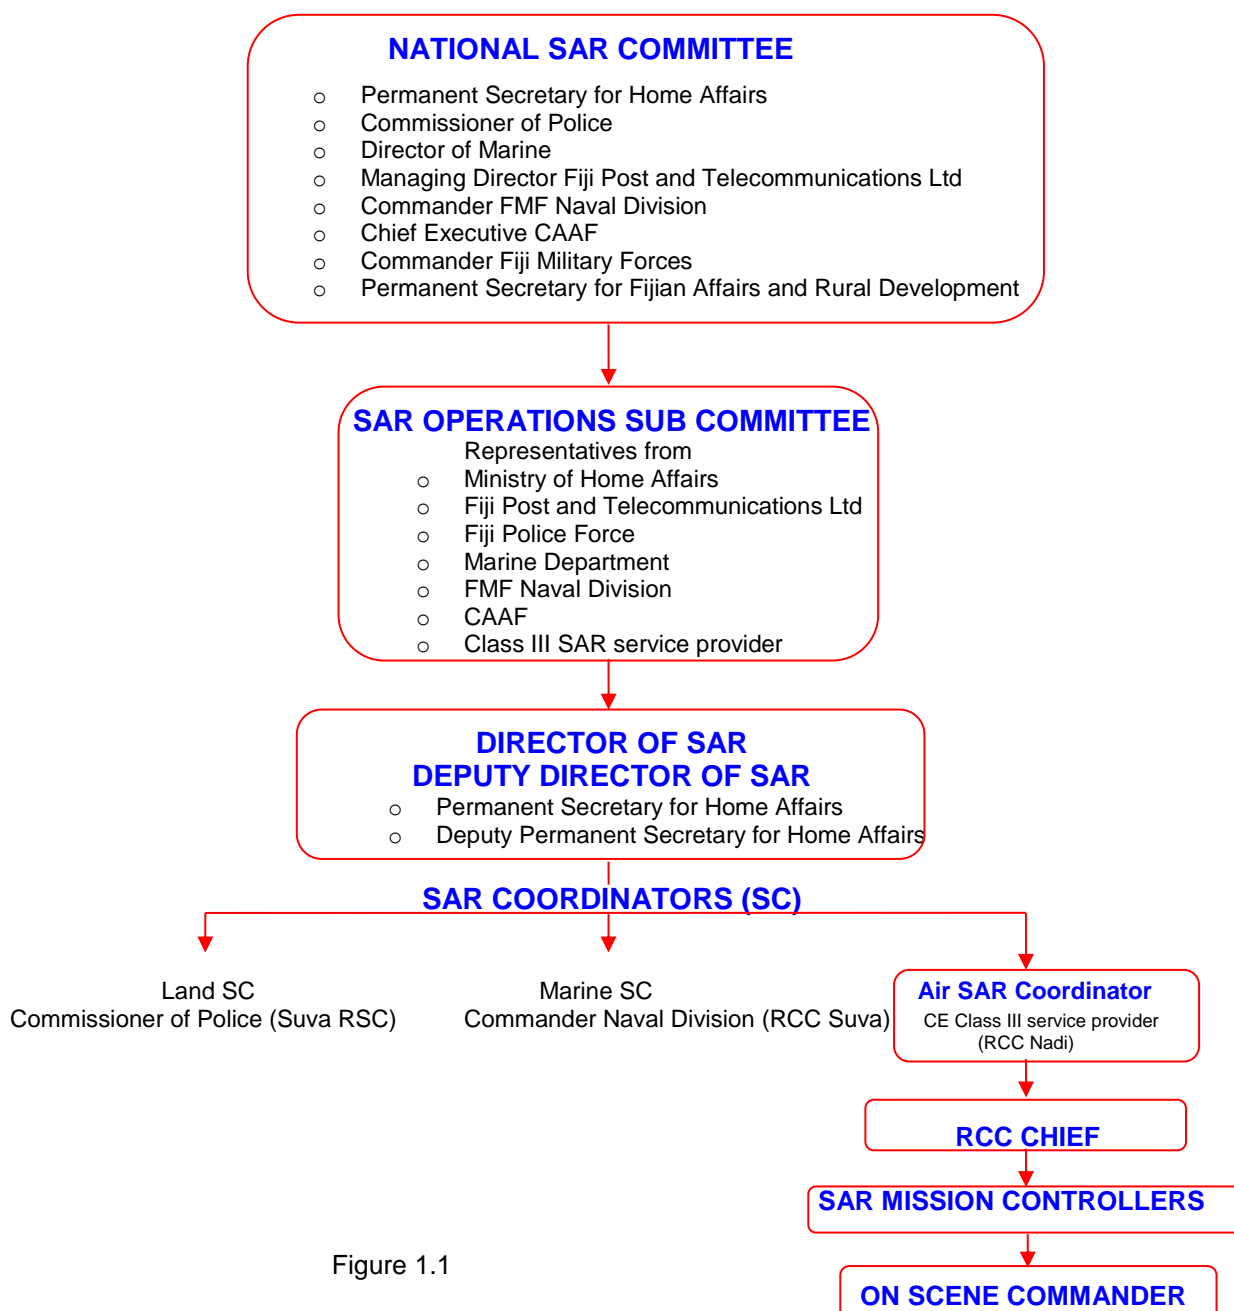 NATIONAL SAR COMMITTEE
o Permanent Secretary for Home Affairs
o Commissioner of Police
o Director of Marine
o Managing Director Fiji Post and Telecommunications Ltd
o Commander FMF Naval Division
o Chief Executive CAAF
o Commander Fiji Military Forces
o Permanent Secretary for Fijian Affairs and Rural Development
SAR OPERATIONS SUB COMMITTEE
Representatives from
o Ministry of Home Affairs
o Fiji Post and Telecommunications Ltd
o Fiji Police Force
o Marine Department
o FMF Naval Division
o CAAF
o Class III SAR service provider
DIRECTOR OF SAR
DEPUTY DIRECTOR OF SAR
o Permanent Secretary for Home Affairs
o Deputy Permanent Secretary for Home Affairs
SAR COORDINATORS (SC)
Land SC
Commissioner of Police (Suva RSC)
Marine SC
Commander Naval Division (RCC Suva)
Air SAR Coordinator
CE Class III service provider
(RCC Nadi)
RCC CHIEF
SAR MISSION CONTROLLERS
ON SCENE COMMANDER
Figure 1.1